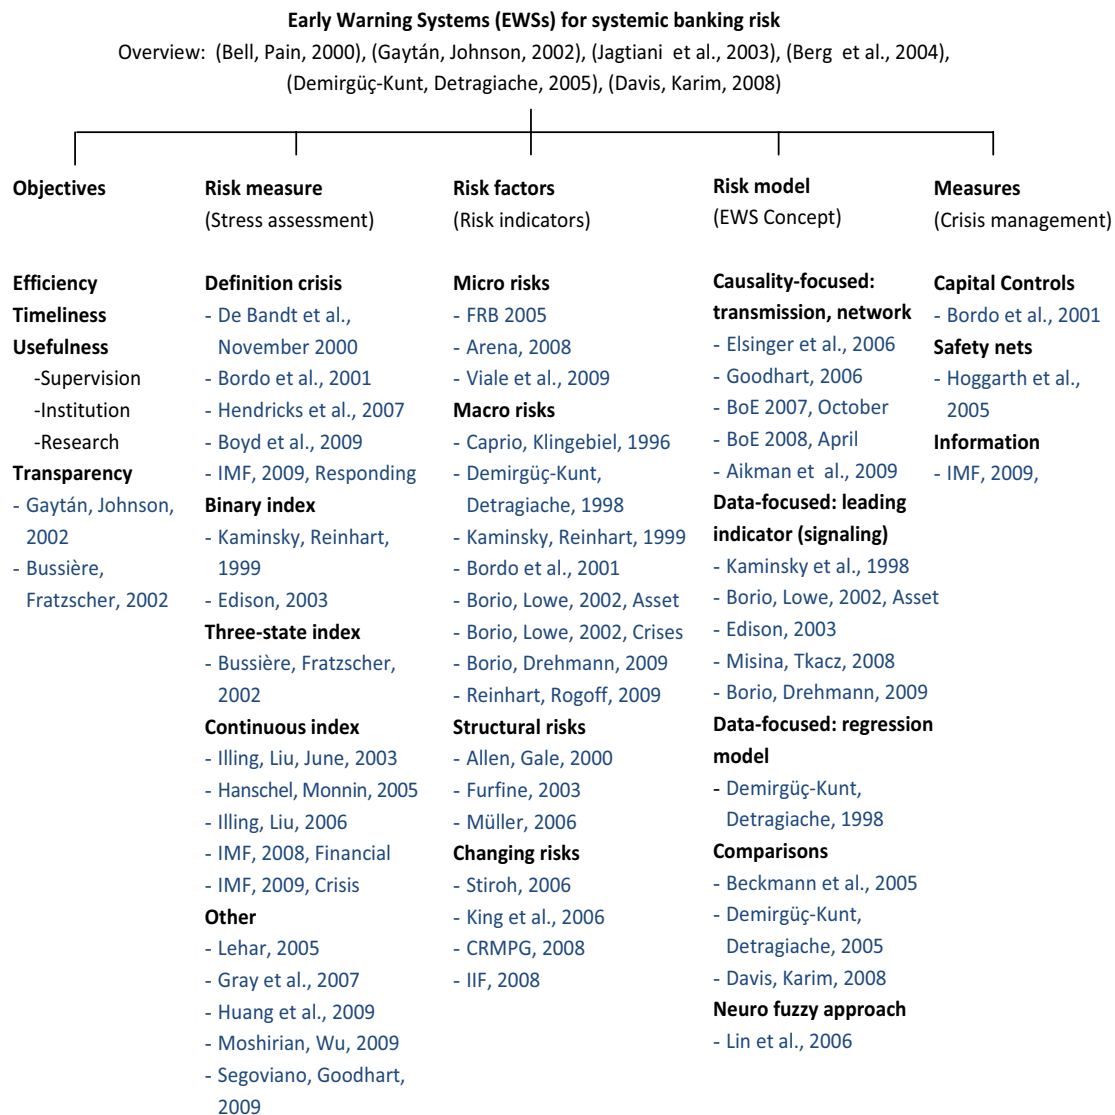 Early Warning Systems (EWSs) for systemic banking risk
Overview: (Bell, Pain, 2000), (Gaytán, Johnson, 2002), (Jagtiani et al., 2003), (Berg et al., 2004),
(Demirgüç-Kunt, Detragiache, 2005), (Davis, Karim, 2008)
Objectives
Efficiency
Timeliness
Usefulness
-Supervision
-Institution
-Research
Transparency
- Gaytán, Johnson,
2002
- Bussière,
Fratzscher, 2002
Risk measure
(Stress assessment)
Definition crisis
- De Bandt et al.,
November 2000
- Bordo et al., 2001
- Hendricks et al., 2007
- Boyd et al., 2009
- IMF, 2009, Responding
Binary index
- Kaminsky, Reinhart,
1999
- Edison, 2003
Three-state index
- Bussière, Fratzscher,
2002
Continuous index
- Illing, Liu, June, 2003
- Hanschel, Monnin, 2005
- Illing, Liu, 2006
- IMF, 2008, Financial
- IMF, 2009, Crisis
Other
- Lehar, 2005
- Gray et al., 2007
- Huang et al., 2009
- Moshirian, Wu, 2009
- Segoviano, Goodhart,
2009
Risk factors
(Risk indicators)
Micro risks
- FRB 2005
- Arena, 2008
- Viale et al., 2009
Macro risks
- Caprio, Klingebiel, 1996
- Demirgüç-Kunt,
Detragiache, 1998
- Kaminsky, Reinhart, 1999
- Bordo et al., 2001
- Borio, Lowe, 2002, Asset
- Borio, Lowe, 2002, Crises
- Borio, Drehmann, 2009
- Reinhart, Rogoff, 2009
Structural risks
- Allen, Gale, 2000
- Furfine, 2003
- Müller, 2006
Changing risks
- Stiroh, 2006
- King et al., 2006
- CRMPG, 2008
- IIF, 2008
Risk model
(EWS Concept)
Causality-focused:
transmission, network
- Elsinger et al., 2006
- Goodhart, 2006
- BoE 2007, October
- BoE 2008, April
- Aikman et al., 2009
Data-focused: leading
indicator (signaling)
- Kaminsky et al., 1998
- Borio, Lowe, 2002, Asset
- Edison, 2003
- Misina, Tkacz, 2008
- Borio, Drehmann, 2009
Data-focused: regression
model
- Demirgüç-Kunt,
Detragiache, 1998
Comparisons
- Beckmann et al., 2005
- Demirgüç-Kunt,
Detragiache, 2005
- Davis, Karim, 2008
Neuro fuzzy approach
- Lin et al., 2006
Measures
(Crisis management)
Capital Controls
- Bordo et al., 2001
Safety nets
- Hoggarth et al.,
2005
Information
- IMF, 2009,